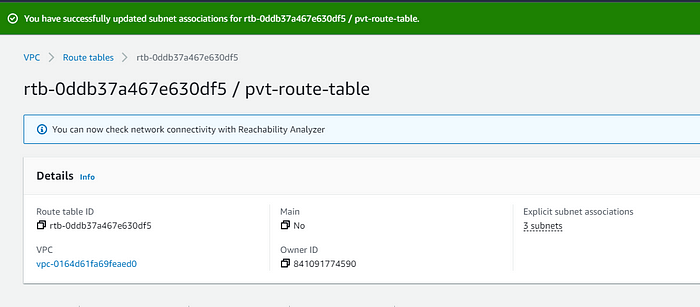 You have successfully updated subnet associations for rtb-0ddb37a467e630df5 / pvt-route-table.
VPC > Route tables > rtb-0ddb37a467e630df5
rtb-0ddb37a467e630df5 / pvt-route-table
You can now check network connectivity with Reachability Analyzer
Details Info
Route table ID
rtb-0ddb37a467e630df5
Main
No
Explicit subnet associations
3 subnets
VPC
vpc-0164d61fa69feaed0
Owner ID
841091774590